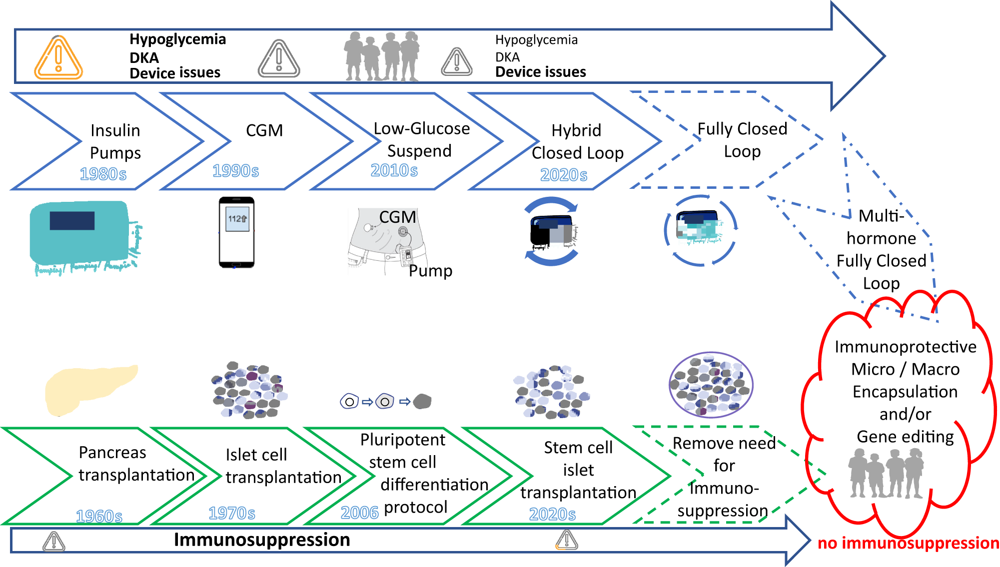 Hypoglycemia
DKA
Device issues
Hypoglycemia
DKA
Device issues
Insulin
Pumps
1980s
CGM
1990s
Low-Glucose
Suspend
2010s
Hybrid
Closed Loop
2020s
Fully Closed
Loop
Multi-
hormone
Fully Closed
Loop
112
CGM
Pump
Immunoprotective
Micro / Macro
Encapsulation
and/or
Gene editing
Pancreas
transplantation
1960s
Islet cell
transplantation
1970s
Pluripotent
stem cell
differentiation
protocol
2006
Stem cell
islet
transplantation
2020s
Remove need
for
Immuno-
suppression
Immunosuppression
no immunosuppression